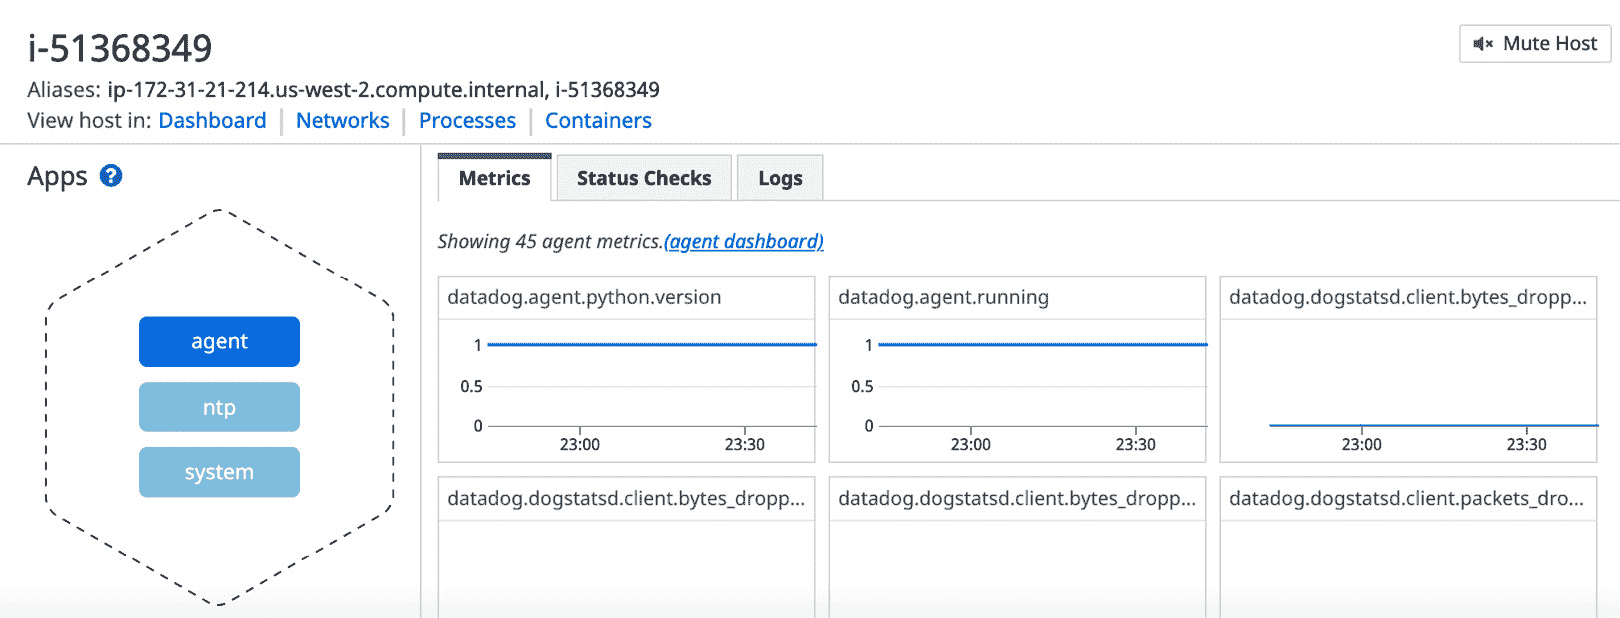 i-51368349
Mute Host
Aliases: ip-172-31-21-214.us-west-2.compute.internal, i-51368349
View host in: Dashboard Networks Processes Containers
Apps ?
agent
ntp
system
Metrics
Status Checks
Logs
Showing 45 agent metrics.(agent dashboard)
datadog.agent.python.version
1
0.5
0
23:00 23:30
datadog.agent.running
1
0.5
0
23:00 23:30
datadog.dogstatsd.client.bytes_dropp...
23:00 23:30
datadog.dogstatsd.client.bytes_dropp...
datadog.dogstatsd.client.bytes_dropp...
datadog.dogstatsd.client.packets_dro...